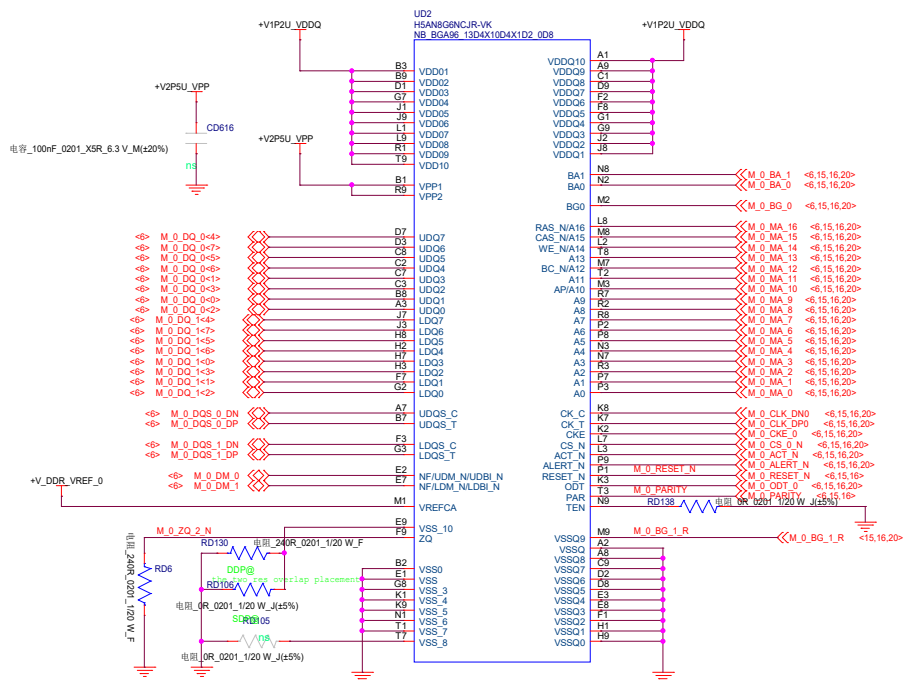 UD2
H5AN8G6NCJR-VK
NB_BGA96_13D4X10D4X1D2_0D8
+V1P2U_VDDQ
+V1P2U_VDDQ
+V2P5U_VPP
CD616
电容_100nF_0201_X5R_6.3 V_M(±20%)
ns
+V2P5U_VPP
B3 VDD01
B9 VDD02
D1 VDD03
G7 VDD04
J1 VDD05
J9 VDD06
L1 VDD07
L9 VDD08
R1 VDD09
T9 VDD10
B1 VPP1
R9 VPP2
<6> M_0_DQ_0<4> D7 UDQ7
<6> M_0_DQ_0<7> D3 UDQ6
<6> M_0_DQ_0<5> C8 UDQ5
<6> M_0_DQ_0<6> C2 UDQ4
<6> M_0_DQ_0<1> C7 UDQ3
<6> M_0_DQ_0<3> C3 UDQ2
<6> M_0_DQ_0<0> B8 UDQ1
<6> M_0_DQ_0<2> A3 UDQ0
<6> M_0_DQ_1<4> J7 LDQ7
<6> M_0_DQ_1<7> J3 LDQ6
<6> M_0_DQ_1<5> H8 LDQ5
<6> M_0_DQ_1<6> H2 LDQ4
<6> M_0_DQ_1<0> H7 LDQ3
<6> M_0_DQ_1<3> H3 LDQ2
<6> M_0_DQ_1<1> F7 LDQ1
<6> M_0_DQ_1<2> G2 LDQ0
<6> M_0_DQS_0_DN A7 UDQS_C
<6> M_0_DQS_0_DP B7 UDQS_T
<6> M_0_DQS_1_DN F3 LDQS_C
<6> M_0_DQS_1_DP G3 LDQS_T
<6> M_0_DM_0 E2 NF/UDM_N/UDBI_N
<6> M_0_DM_1 E7 NF/LDM_N/LDBI_N
+V_DDR_VREF_0
M1 VREFCA
E9 VSS_10
M_0_ZQ_2_N F9 ZQ
RD130 电阻_240R_0201_1/20 W_F
DDP@
the two res overlap placement
RD106
电阻_0R_0201_1/20 W_J(±5%)
SDP@
RD105
ns
电阻_0R_0201_1/20 W_J(±5%)
RD6
电阻_240R_0201_1/20 W_F
B2 VSS0
E1 VSS
G8 VSS_3
K1 VSS_4
K9 VSS_5
N1 VSS_6
T1 VSS_7
T7 VSS_8
VDDQ10 A1
VDDQ9 A9
VDDQ8 C1
VDDQ7 D9
VDDQ6 F2
VDDQ5 F8
VDDQ4 G1
VDDQ3 G9
VDDQ2 J2
VDDQ1 J8
BA1 N8 M_0_BA_1 <6,15,16,20>
BA0 N2 M_0_BA_0 <6,15,16,20>
BG0 M2 M_0_BG_0 <6,15,16,20>
RAS_N/A16 L8 M_0_MA_16 <6,15,16,20>
CAS_N/A15 M8 M_0_MA_15 <6,15,16,20>
WE_N/A14 L2 M_0_MA_14 <6,15,16,20>
A13 T8 M_0_MA_13 <6,15,16,20>
BC_N/A12 M7 M_0_MA_12 <6,15,16,20>
A11 T2 M_0_MA_11 <6,15,16,20>
AP/A10 M3 M_0_MA_10 <6,15,16,20>
A9 R7 M_0_MA_9 <6,15,16,20>
A8 R2 M_0_MA_8 <6,15,16,20>
A7 R8 M_0_MA_7 <6,15,16,20>
A6 P2 M_0_MA_6 <6,15,16,20>
A5 P8 M_0_MA_5 <6,15,16,20>
A4 N3 M_0_MA_4 <6,15,16,20>
A3 N7 M_0_MA_3 <6,15,16,20>
A2 R3 M_0_MA_2 <6,15,16,20>
A1 P7 M_0_MA_1 <6,15,16,20>
A0 P3 M_0_MA_0 <6,15,16,20>
CK_C K8 M_0_CLK_DN0 <6,15,16,20>
CK_T K7 M_0_CLK_DP0 <6,15,16,20>
CKE K2 M_0_CKE_0 <6,15,16,20>
CS_N L7 M_0_CS_0_N <6,15,16,20>
ACT_N L3 M_0_ACT_N <6,15,16,20>
ALERT_N P9 M_0_ALERT_N <6,15,16,20>
RESET_N P1 M_0_RESET_N M_0_RESET_N <6,15,16>
ODT K3 M_0_ODT_0 <6,15,16,20>
PAR T3 M_0_PARITY M_0_PARITY <6,15,16>
TEN N9 RD138 电阻_0R_0201_1/20 W_J(±5%)
VSSQ9 M9 M_0_BG_1_R M_0_BG_1_R <15,16,20>
VSSQ A2
VSSQ8 A8
VSSQ7 C9
VSSQ6 D2
VSSQ5 D8
VSSQ4 E3
VSSQ3 E8
VSSQ2 F1
VSSQ1 H1
VSSQ0 H9